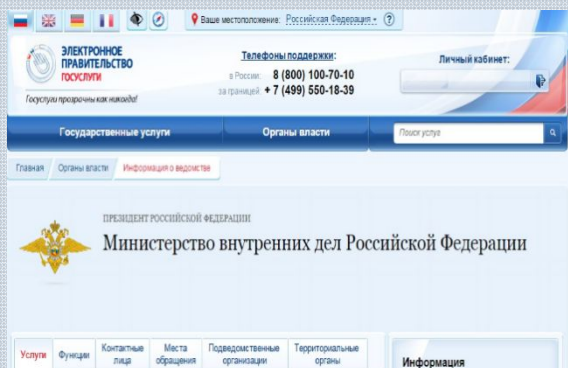 Ваше местоположение: Российская Федерация
ЭЛЕКТРОННОЕ
ПРАВИТЕЛЬСТВО
ГОСУСЛУГИ
Госуслуги прозрачны как никогда!
Телефоны поддержки:
в России: 8 (800) 100-70-10
за границей: + 7 (499) 550-18-39
Личный кабинет:
Государственные услуги
Органы власти
Поиск услуг
Главная
Органы власти
Информация о ведомстве
ПРЕЗИДЕНТ РОССИЙСКОЙ ФЕДЕРАЦИИ
Министерство внутренних дел Российской Федерации
Услуги
Функции
Контактные
лица
Места
обращения
Подведомственные
организации
Территориальные
органы
Информация